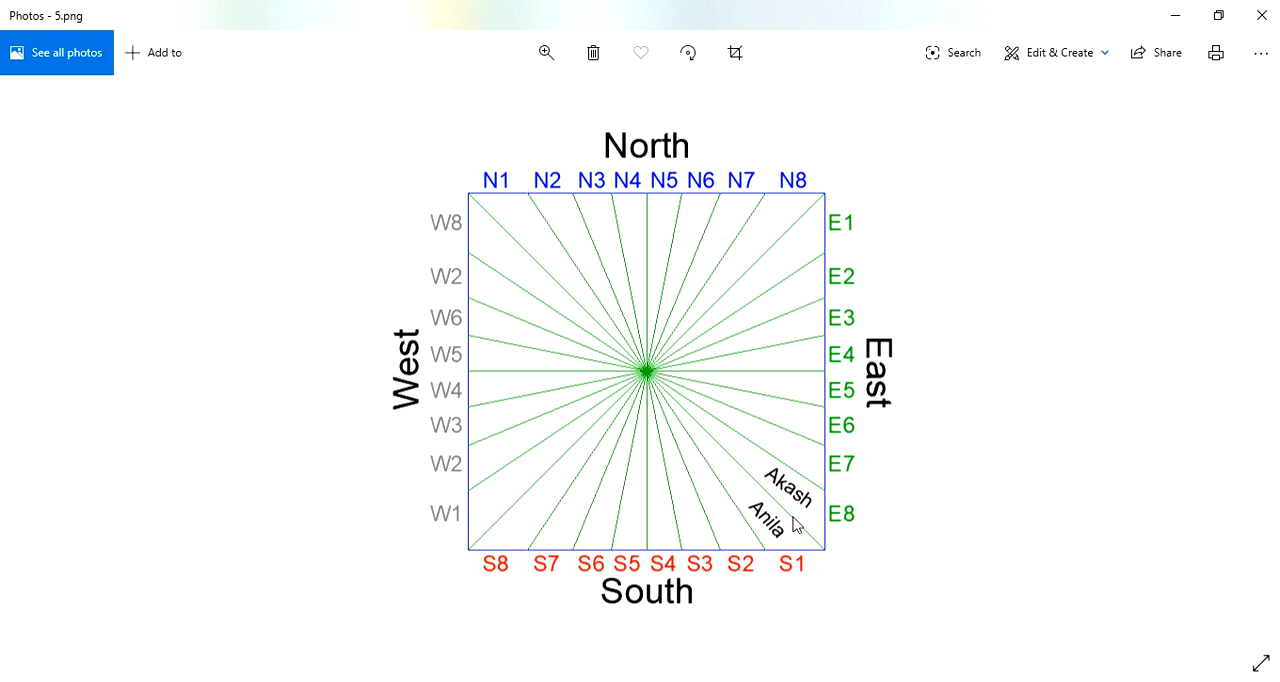 Photos - 5.png
See all photos
Add to
Search
Edit & Create
Share
North
N1 N2 N3 N4 N5 N6 N7 N8
W8
W2
W6
W5
W4
W3
W2
W1
West
E1
E2
E3
E4
E5
E6
E7
E8
East
Akash
Anila
S8 S7 S6 S5 S4 S3 S2 S1
South